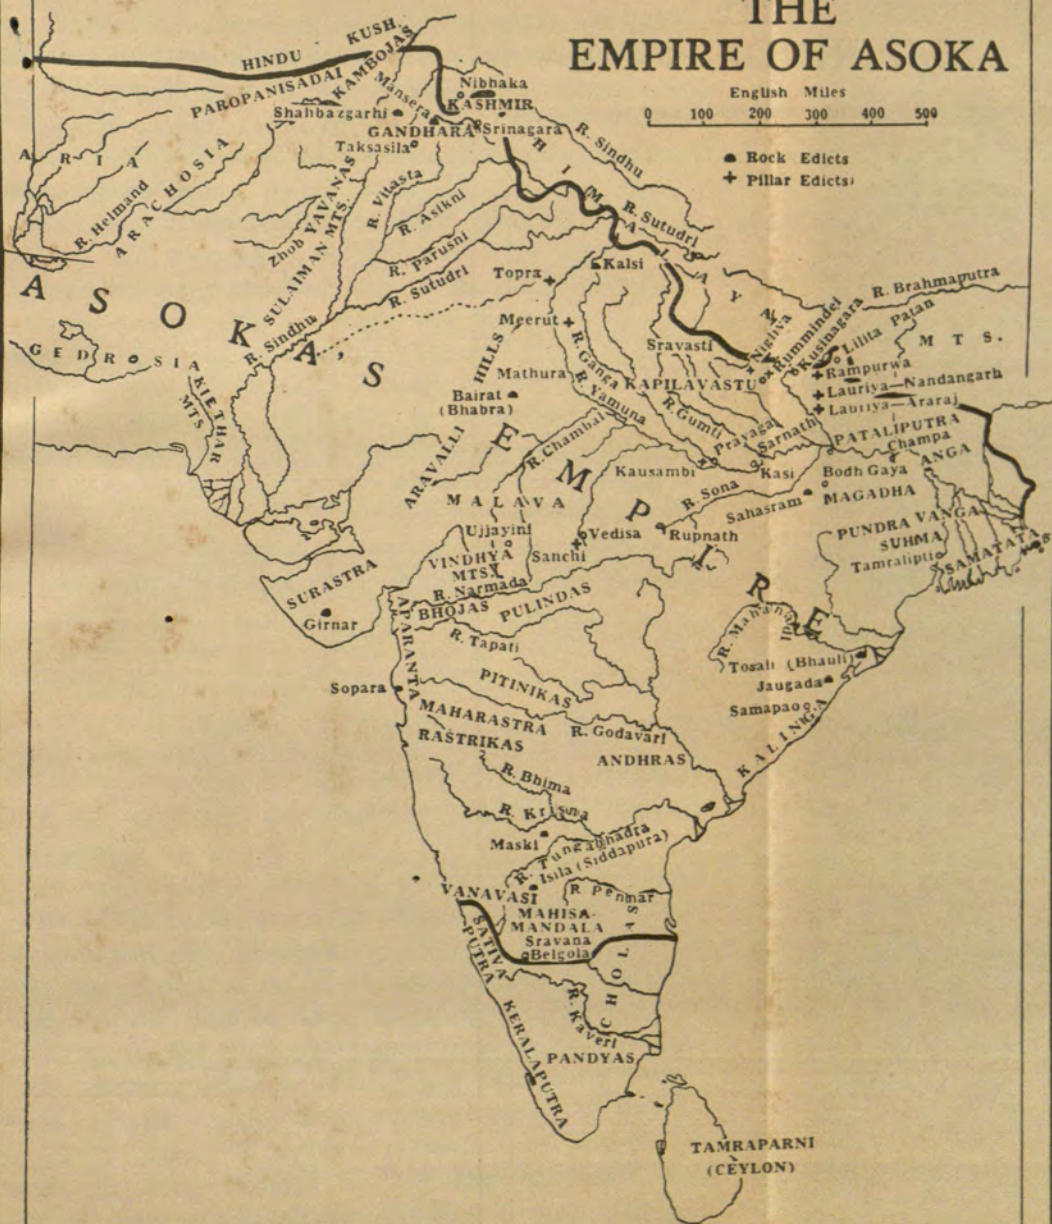 THE
EMPIRE OF ASOKA
English Miles
0 100 200 300 400 500
Rock Edicts
Pillar Edicts
HINDU KUSH.
PAROPANISADAI
KAMBOJAS
Mansera
Nibhaka
KASHMIR
Shahbazgarhi
GANDHARA
Srinagara
Taksasila
R. Sindhu
HIMALAYA
MTS.
ARIA
R. Helmand
ARACHOSIA
Zhob
YAVANAS
SULAIMAN MTS.
R. Vitasta
R. Asikni
R. Parusni
R. Sutudri
R. Sutudri
R. Sindhu
Kalsi
Topra
R. Brahmaputra
ASOKA'S
EMPIRE
GEDROSIA
KIRTHAR
MTS
Meerut
R. Ganga
Sravasti
Nigliva
Rummindei
Kusinagara
Lilita Patan
Rampurwa
Lauriya—Nandangarh
Lauriya—Araraj
Mathura
R. Yamuna
KAPILAVASTU
R. Gumti
HILLS
ARAVALLI
Bairat
(Bhabra)
R. Chambal
Prayaga
Sarnath
PATALIPUTRA
Champa
ANGA
Kausambi
Kasi
Bodh Gaya
MAGADHA
MALAVA
R. Sona
Sahasram
Ujjayini
Vedisa
Rupnath
PUNDRA VANGA
SUHMA
Tamralipti
SAMATATA
VINDHYA
MTS.
Sanchi
R. Narmada
SURASTRA
Girnar
BHOJAS
PULINDAS
APARANTA
R. Tapati
R. Mahanadi
Tosali (Bhauli)
PITINIKAS
Jaugada
Sopara
Samapa
MAHARASTRA
RASTRIKAS
R. Godavari
ANDHRAS
KALINGA
R. Bhima
R. Krisna
Maski
R. Tungabhadra
Isila (Siddapura)
VANAVASI
R Pennar
MAHISA-
MANDALA
Sravana
Belgola
SATIVA
PUTRA
CHOLAS
R. Kaveri
KERALAPUTRA
PANDYAS
TAMRAPARNI
(CEYLON)